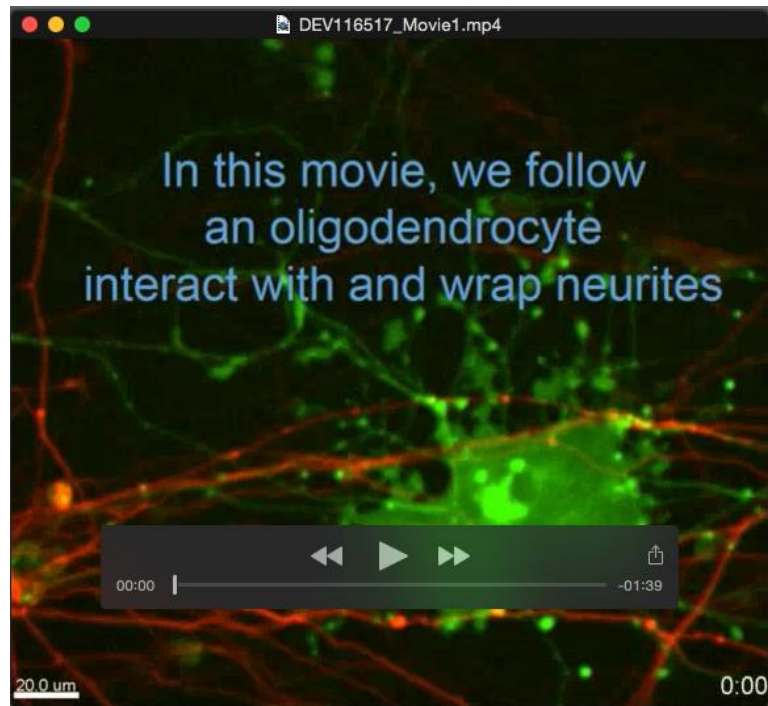 DEV116517_Movie1.mp4
In this movie, we follow
an oligodendrocyte
interact with and wrap neurites
00:00
-01:39
20.0 um
0:00